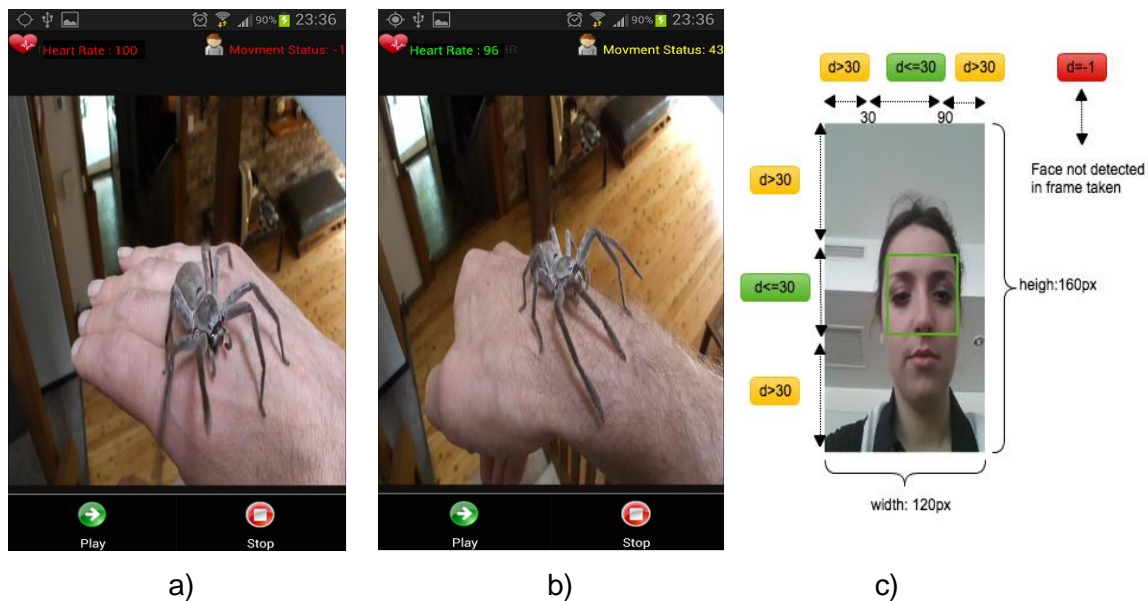 90% 23:36
Heart Rate : 100
Movment Status: -1
Play
Stop
a)
90% 23:36
Heart Rate : 96
Movment Status: 43
Play
Stop
b)
d>30
d<=30
d>30
d=-1
30
90
Face not detected
in frame taken
d>30
d<=30
d>30
heigh:160px
width: 120px
c)